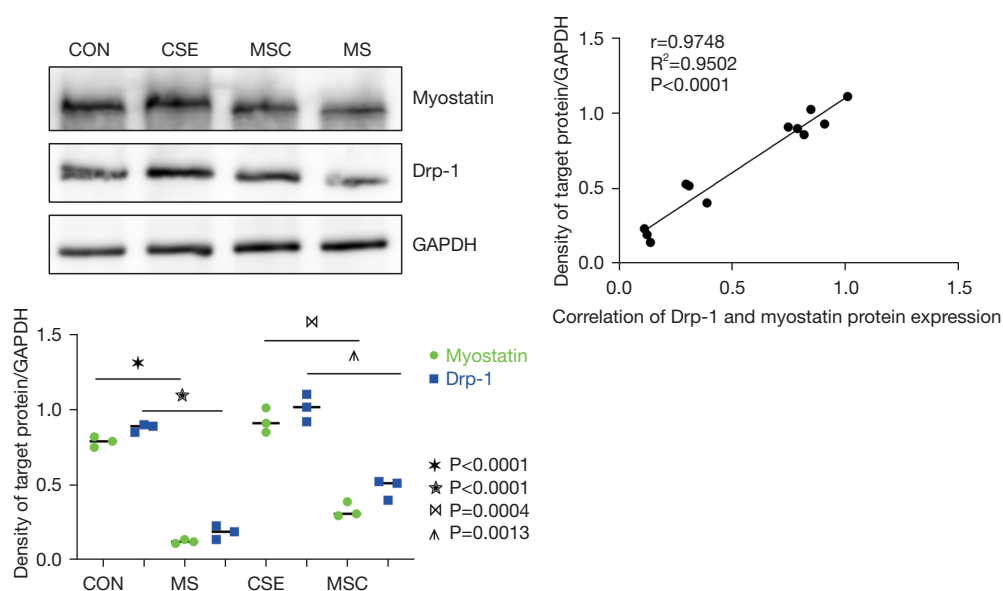 CON CSE MSC MS
Myostatin
Drp-1
GAPDH
Density of target protein/GAPDH
r=0.9748
R²=0.9502
P<0.0001
1.5
1.0
0.5
0.0
0.0 0.5 1.0 1.5
Correlation of Drp-1 and myostatin protein expression
Density of target protein/GAPDH
1.5
1.0
0.5
0.0
CON MS CSE MSC
Myostatin
Drp-1
P<0.0001
P<0.0001
P=0.0004
P=0.0013